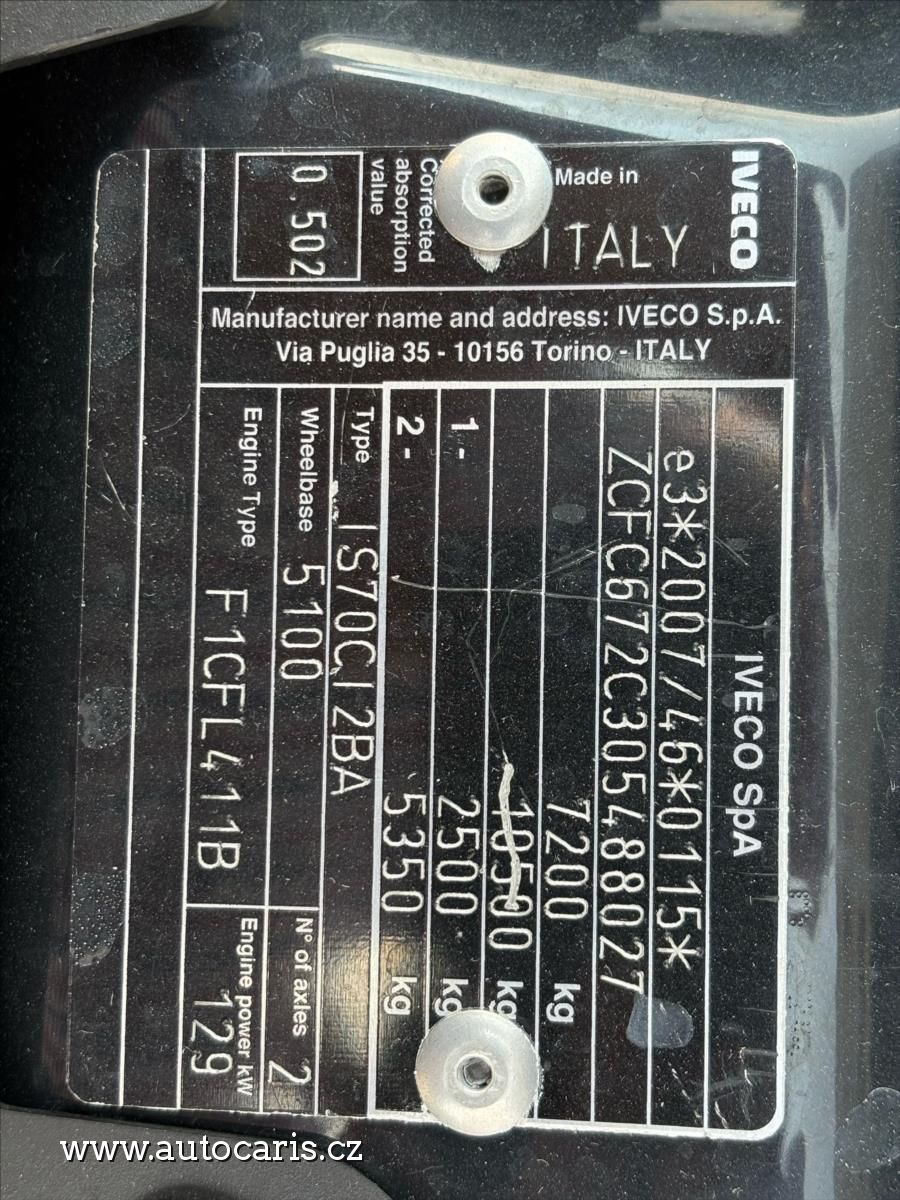 IVECO
Made in
ITALY
Corrected
absorption
value
0.502
Manufacturer name and address: IVECO S.p.A.
Via Puglia 35 - 10156 Torino - ITALY
IVECO SpA
e3*2007/46*0115*
ZCFC672C305488027
7200 kg
10500 kg
1- 2500 kg
2- 5350 kg
Type IS70CI2BA
Wheelbase 5100
N° of axles 2
Engine Type F1CFL411B
Engine power kW 129
www.autocaris.cz